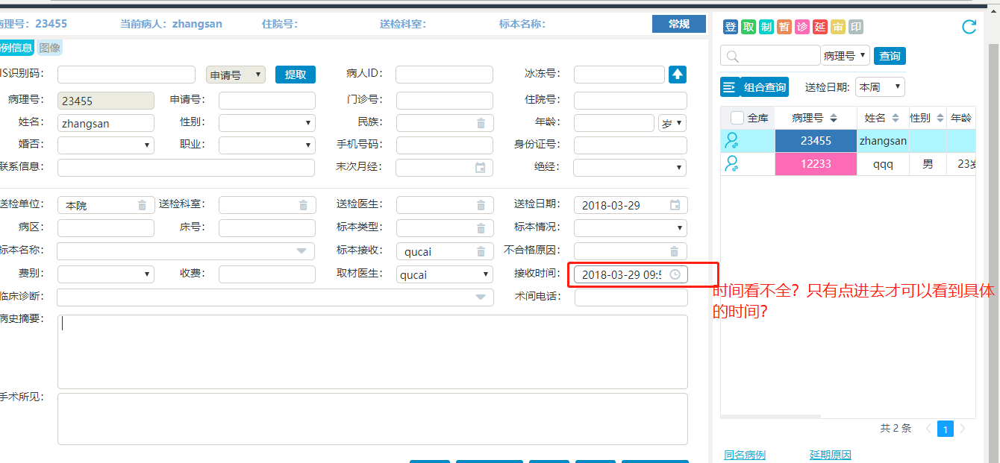 病理号: 23455 当前病人: zhangsan 住院号: 送检科室: 标本名称: 常规
病例信息 图像
IS识别码: 申请号 提取 病人ID: 冰冻号:
病理号: 23455 申请号: 门诊号: 住院号:
姓名: zhangsan 性别: 民族: 年龄: 岁
婚否: 职业: 手机号码: 身份证号:
联系信息: 末次月经: 绝经:
送检单位: 本院 送检科室: 送检医生: 送检日期: 2018-03-29
病区: 床号: 标本类型: 标本情况:
标本名称: 标本接收: qucai 不合格原因:
费别: 收费: 取材医生: qucai 接收时间: 2018-03-29 09:5
临床诊断: 术间电话:
病史摘要:
手术所见:
时间看不全？只有点进去才可以看到具体
的时间?
登 取 制 暂 诊 延 审 印
病理号 查询
组合查询 送检日期: 本周
全库 病理号 姓名 性别 年龄
23455 zhangsan
12233 qqq 男 23岁
共 2 条 1
同名病例 延期原因